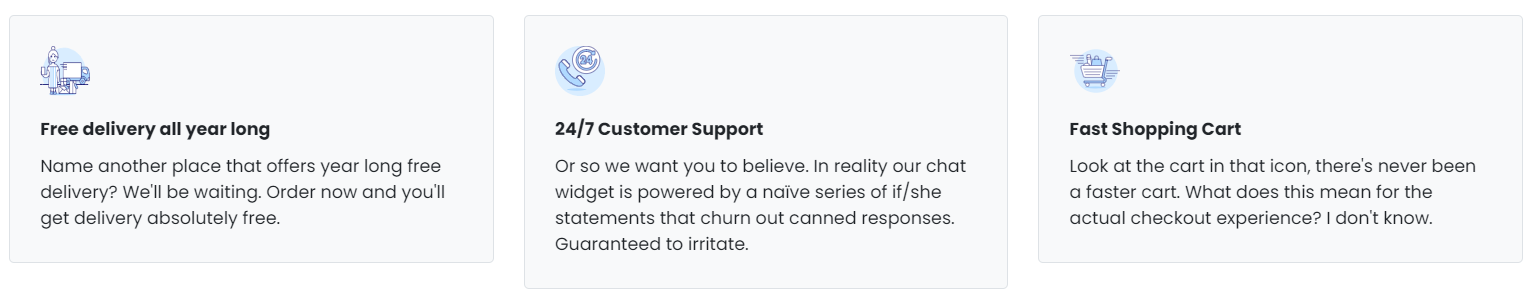 Free delivery all year long
Name another place that offers year long free
delivery? We'll be waiting. Order now and you'll
get delivery absolutely free.
24
24/7 Customer Support
Or so we want you to believe. In reality our chat
widget is powered by a naïve series of if/she
statements that churn out canned responses.
Guaranteed to irritate.
Fast Shopping Cart
Look at the cart in that icon, there's never been
a faster cart. What does this mean for the
actual checkout experience? I don't know.